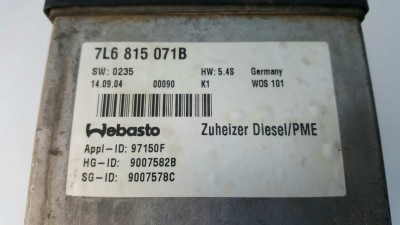 7L6 815 071B
SW: 0235 HW: 5.4S Germany
14.09.04 00090 K1 WOS 101
Webasto Zuheizer Diesel/PME
Appl-ID: 97150F
HG-ID: 9007582B
SG-ID: 9007578C